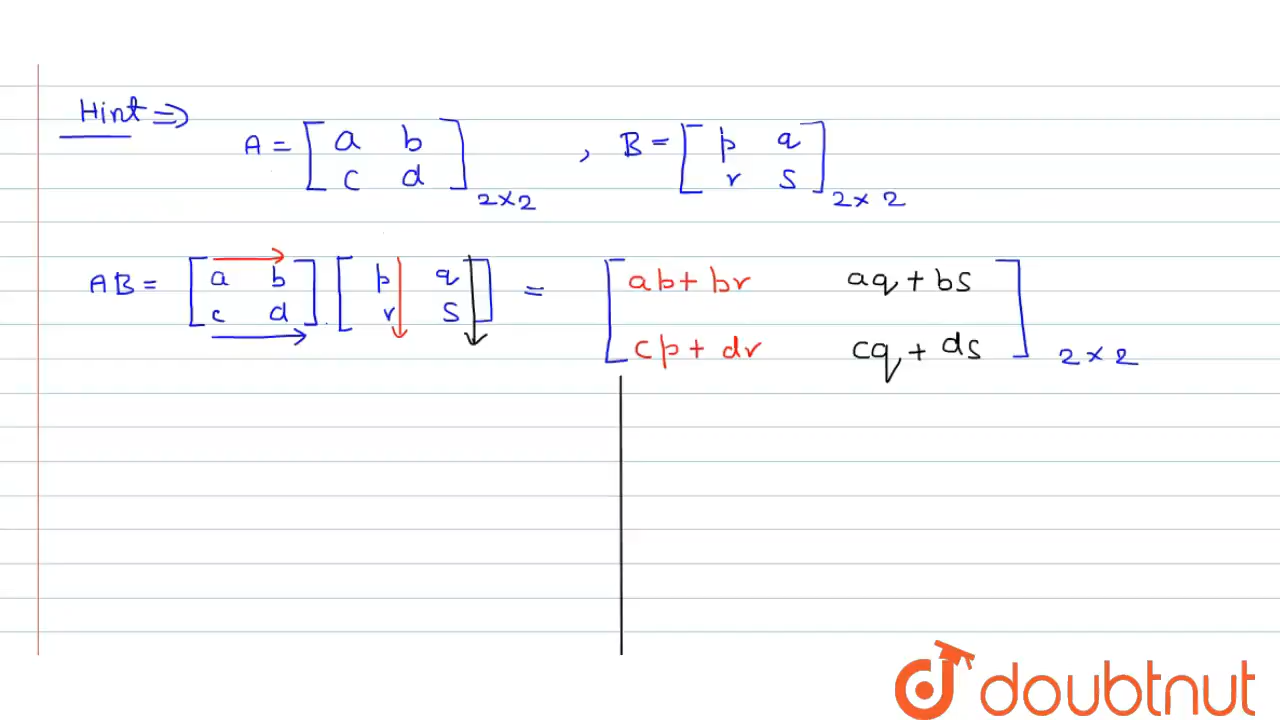 Hint ⇒
A = [ a b ; c d ]2×2 , B = [ p q ; r s ]2×2
AB = [ a b ; c d ] . [ p q ; r s ] = [ ab + br aq + bs ; cp + dr cq + ds ]2×2
doubtnut